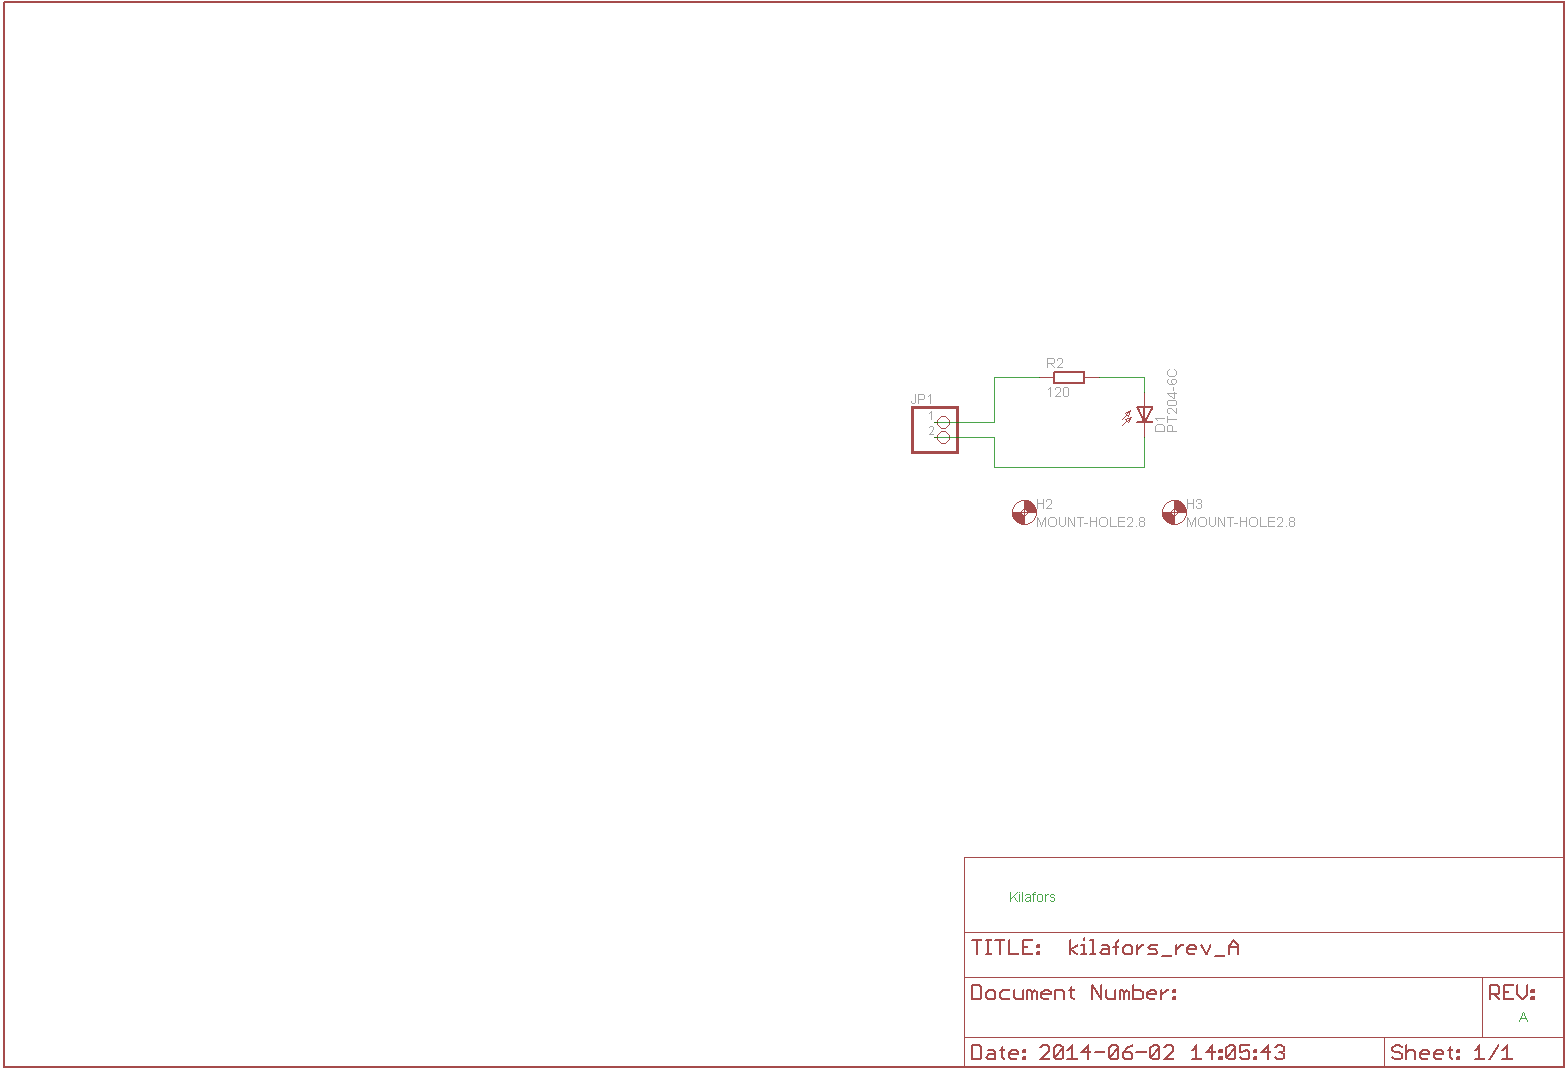 R2
120
JP1
1
2
D1
PT204-6C
H2
MOUNT-HOLE2.8
H3
MOUNT-HOLE2.8
Kilafors
TITLE: kilafors_rev_A
Document Number:
REV:
A
Date: 2014-06-02 14:05:43
Sheet: 1/1